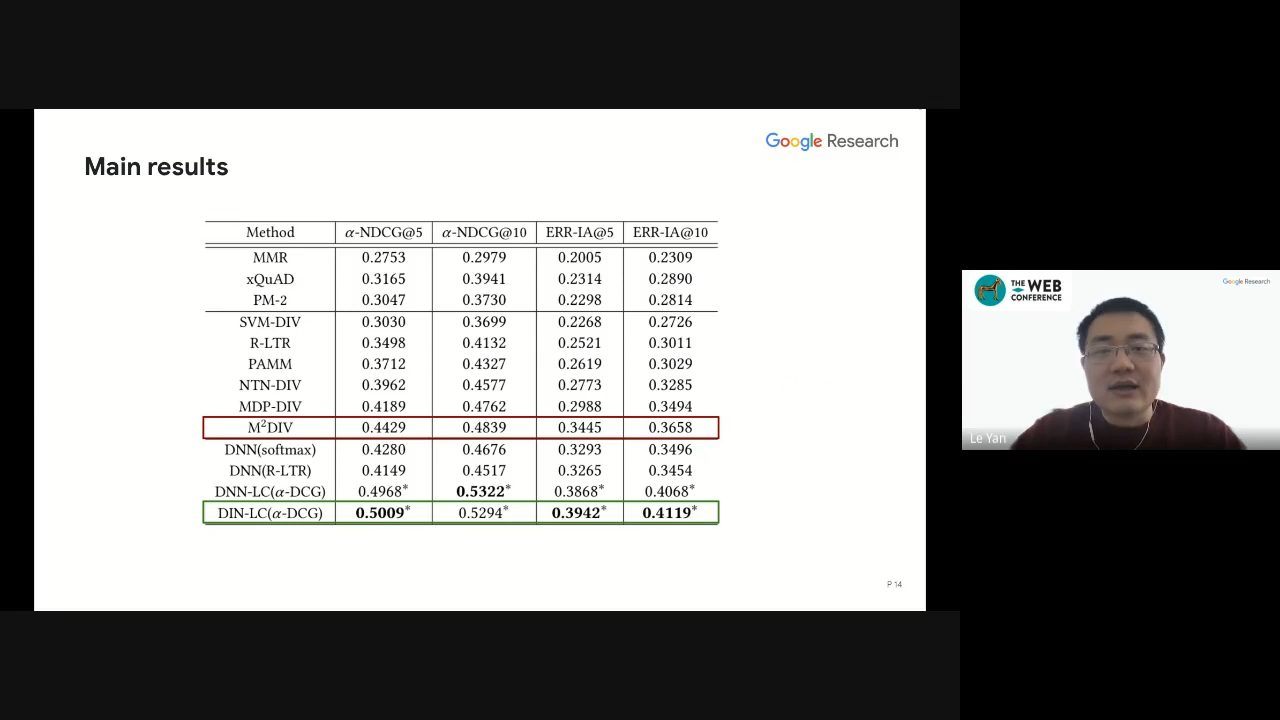 Google Research
Main results
Method α-NDCG@5 α-NDCG@10 ERR-IA@5 ERR-IA@10
MMR 0.2753 0.2979 0.2005 0.2309
xQuAD 0.3165 0.3941 0.2314 0.2890
PM-2 0.3047 0.3730 0.2298 0.2814
SVM-DIV 0.3030 0.3699 0.2268 0.2726
R-LTR 0.3498 0.4132 0.2521 0.3011
PAMM 0.3712 0.4327 0.2619 0.3029
NTN-DIV 0.3962 0.4577 0.2773 0.3285
MDP-DIV 0.4189 0.4762 0.2988 0.3494
M²DIV 0.4429 0.4839 0.3445 0.3658
DNN(softmax) 0.4280 0.4676 0.3293 0.3496
DNN(R-LTR) 0.4149 0.4517 0.3265 0.3454
DNN-LC(α-DCG) 0.4968* 0.5322* 0.3868* 0.4068*
DIN-LC(α-DCG) 0.5009* 0.5294* 0.3942* 0.4119*
P 14
THE WEB
CONFERENCE
Google Research
Le Yan